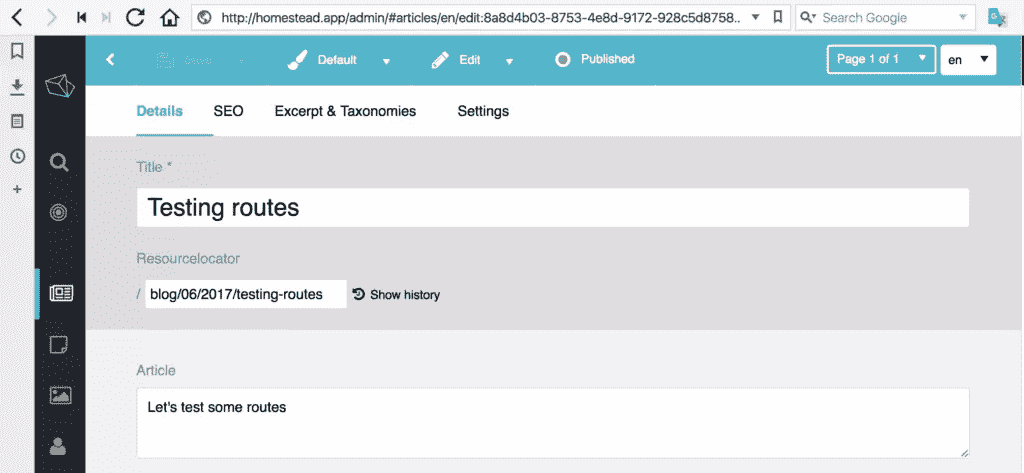 http://homestead.app/admin/#articles/en/edit:8a8d4b03-8753-4e8d-9172-928c5d8758..
Search Google
Save
Default
Edit
Published
Page 1 of 1
en
Details
SEO
Excerpt & Taxonomies
Settings
Title *
Testing routes
Resourcelocator
/ blog/06/2017/testing-routes
Show history
Article
Let's test some routes